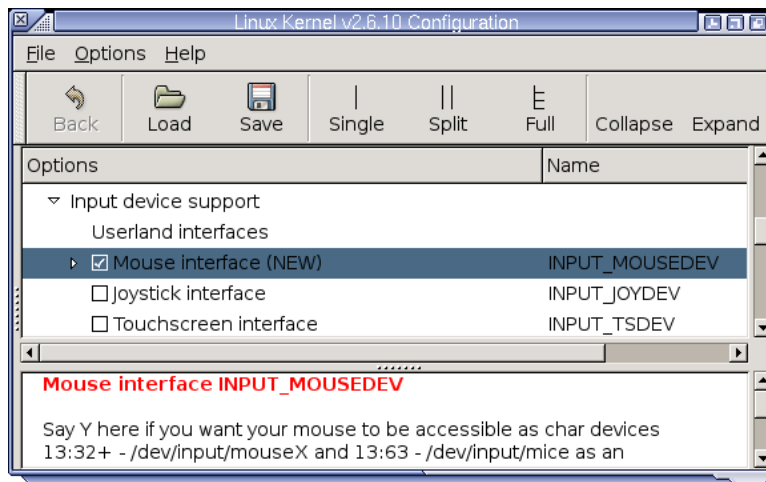 Linux Kernel v2.6.10 Configuration
File Options Help
Back Load Save Single Split Full Collapse Expand
Options Name
Input device support
Userland interfaces
Mouse interface (NEW) INPUT_MOUSEDEV
Joystick interface INPUT_JOYDEV
Touchscreen interface INPUT_TSDEV
Mouse interface INPUT_MOUSEDEV
Say Y here if you want your mouse to be accessible as char devices
13:32+ - /dev/input/mouseX and 13:63 - /dev/input/mice as an